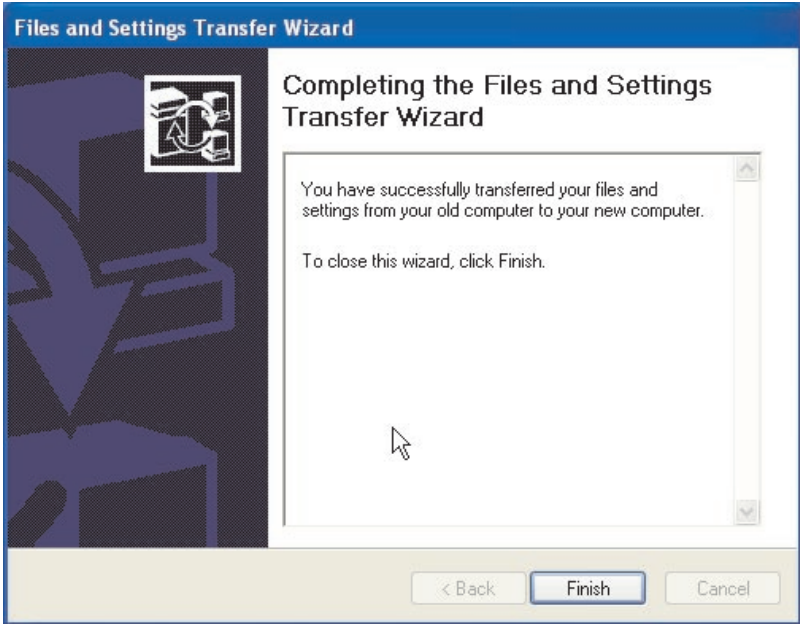 Files and Settings Transfer Wizard
Completing the Files and Settings
Transfer Wizard
You have successfully transferred your files and
settings from your old computer to your new computer.
To close this wizard, click Finish.
< Back Finish Cancel